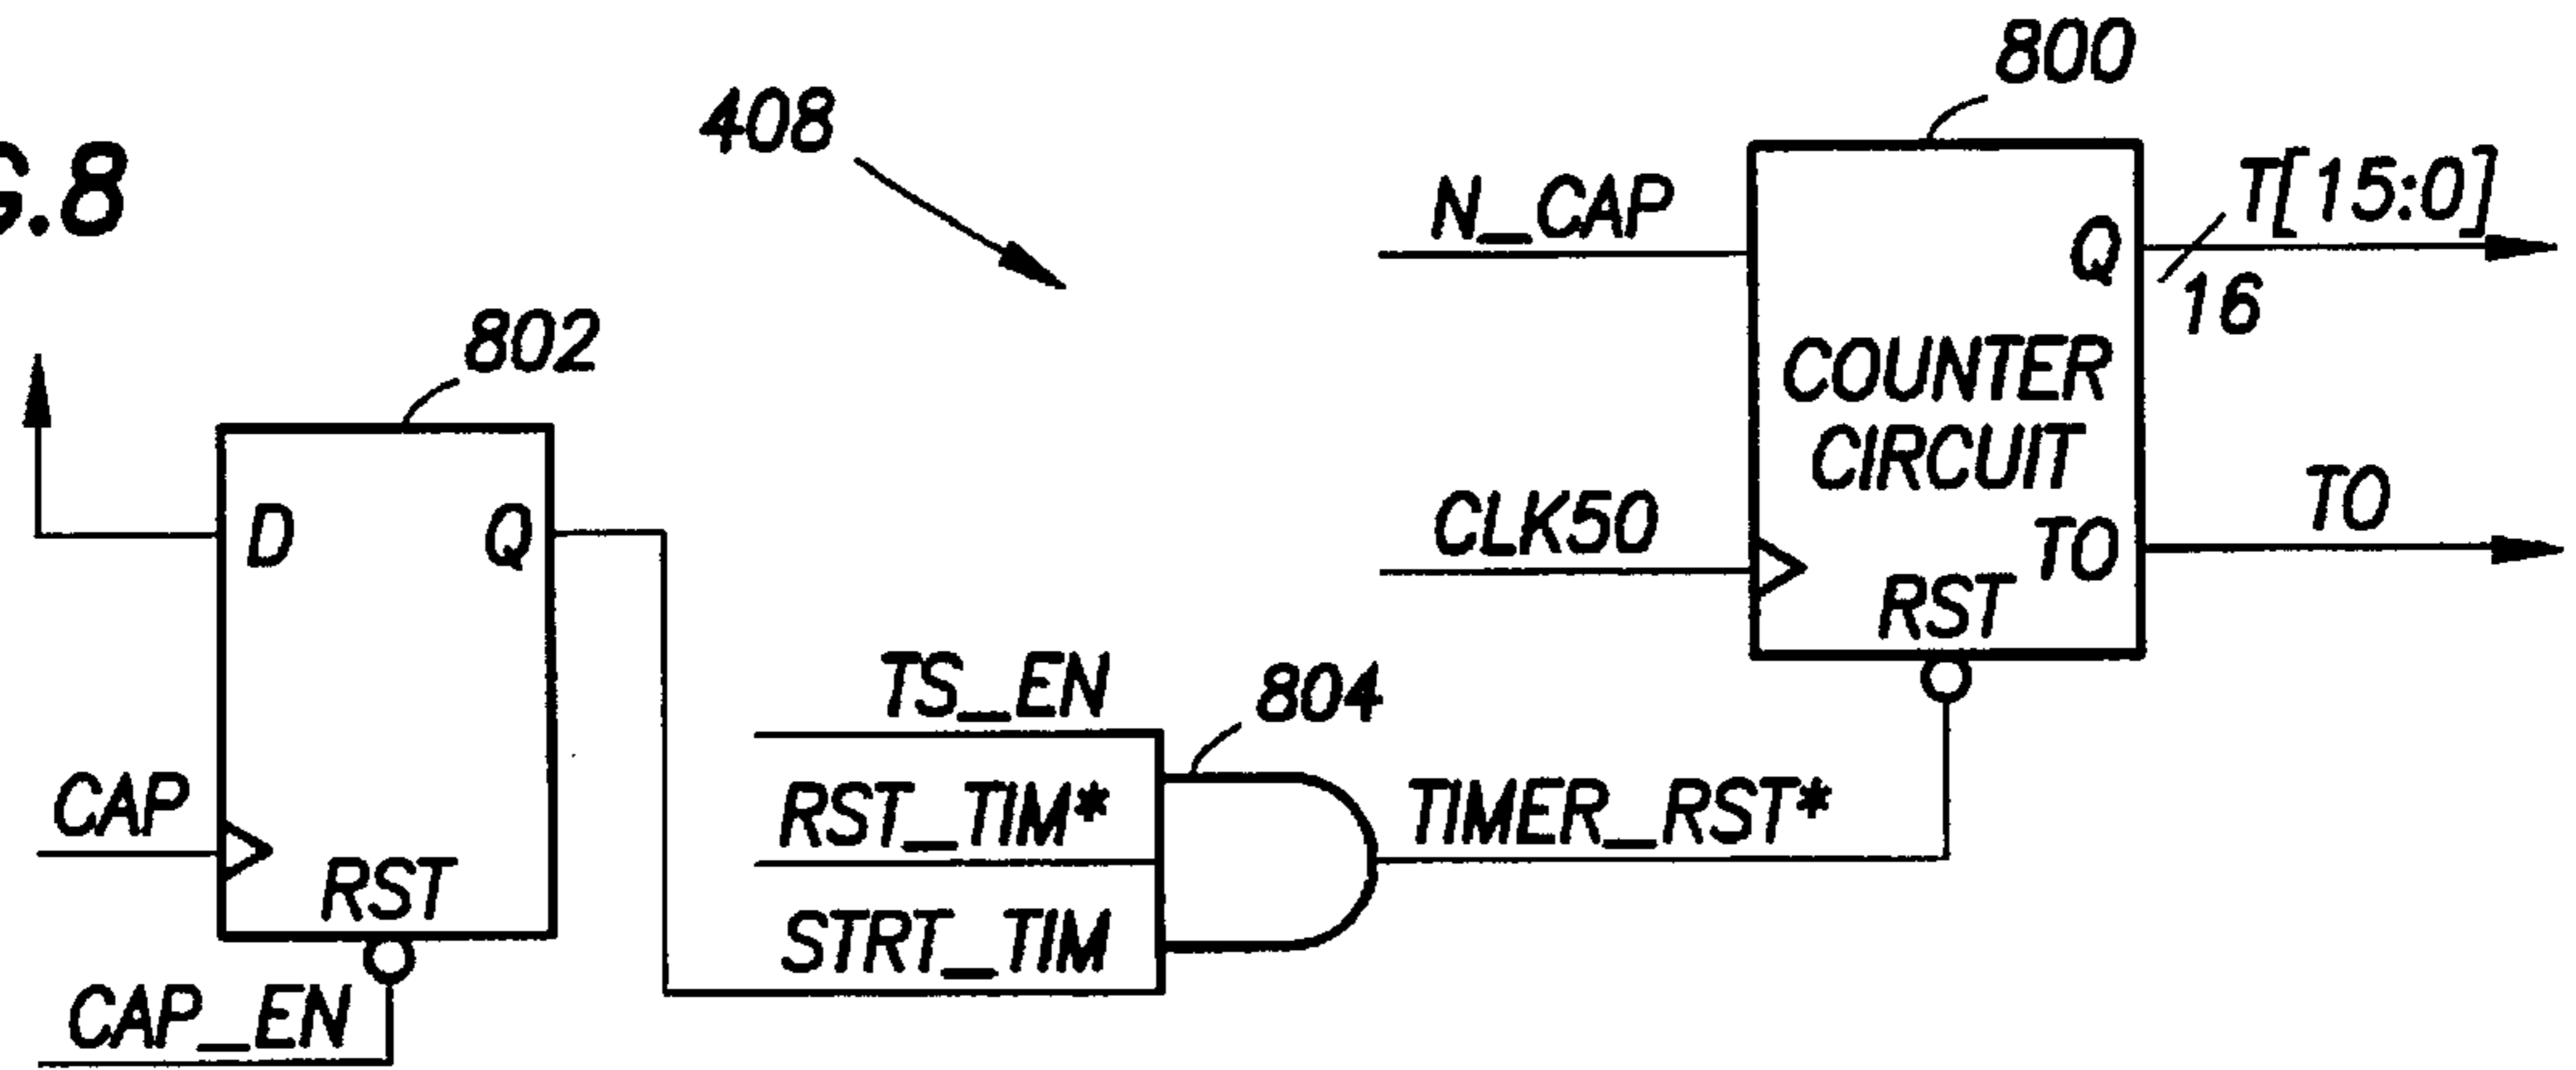 G.8
408
800
N_CAP
Q
T[15:0]
16
COUNTER
CIRCUIT
CLK50
TO
TO
RST
802
D
Q
CAP
RST
CAP_EN
TS_EN
804
RST_TIM*
STRT_TIM
TIMER_RST*